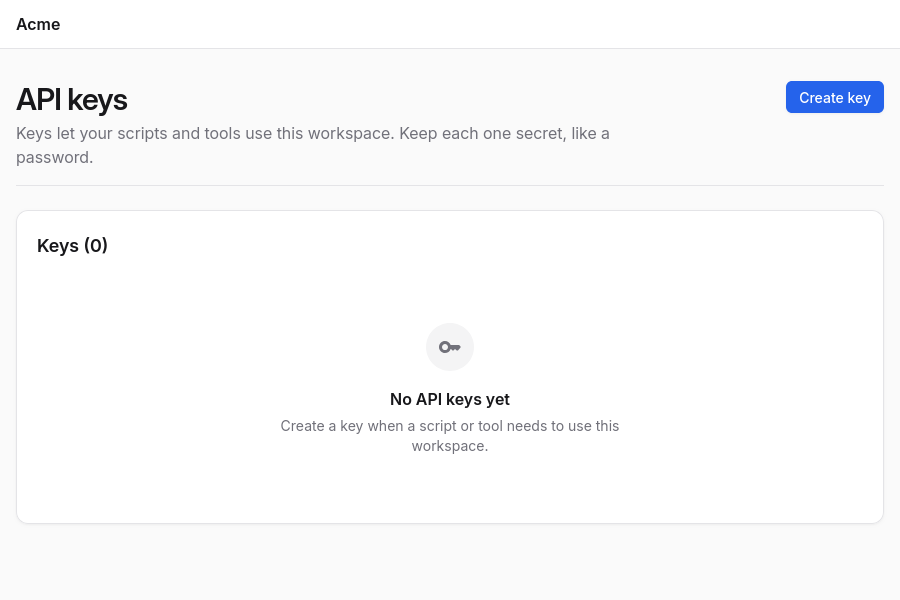 Acme
API keys
Create key
Keys let your scripts and tools use this workspace. Keep each one secret, like a
password.
Keys (0)
No API keys yet
Create a key when a script or tool needs to use this
workspace.